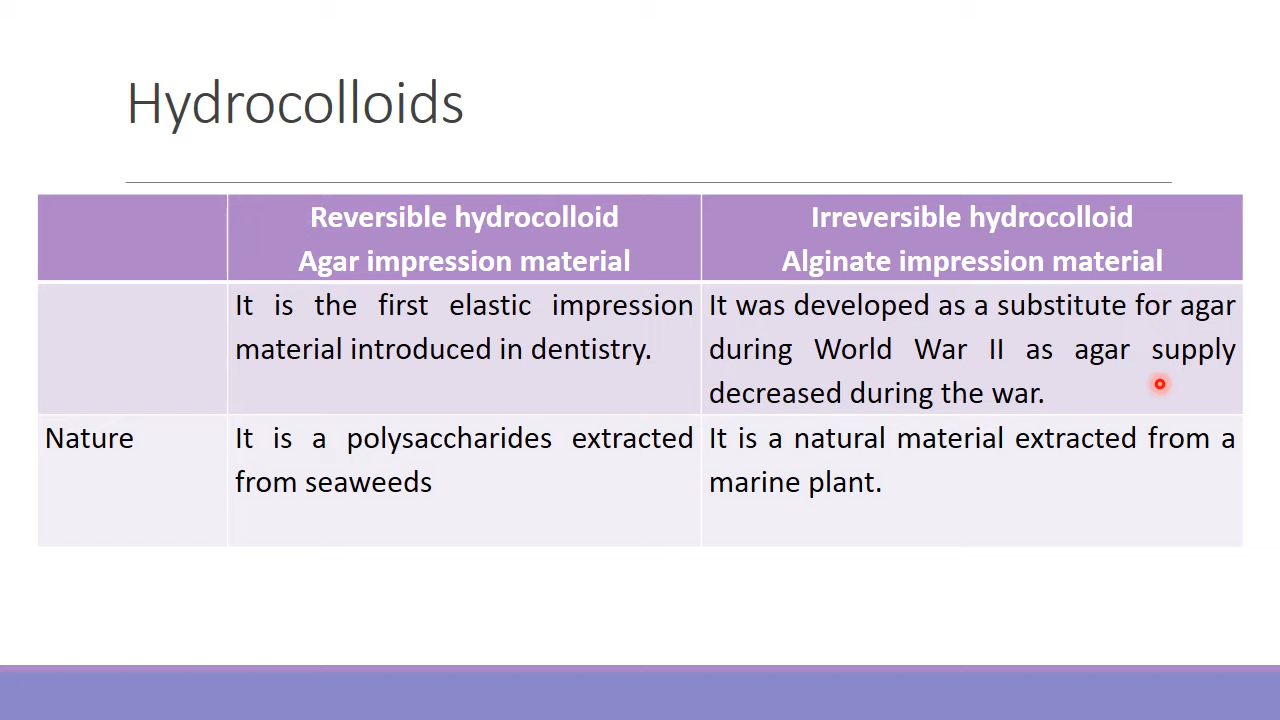 Hydrocolloids
Reversible hydrocolloid
Agar impression material
Irreversible hydrocolloid
Alginate impression material
It is the first elastic impression
material introduced in dentistry.
It was developed as a substitute for agar
during World War II as agar supply
decreased during the war.
Nature
It is a polysaccharides extracted
from seaweeds
It is a natural material extracted from a
marine plant.